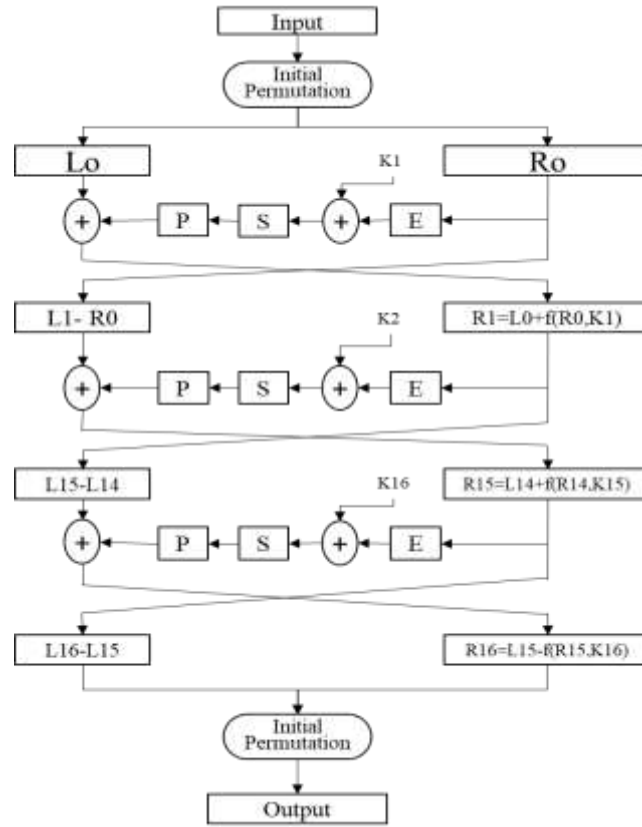 Input
Initial
Permutation
Lo
Ro
K1
+
P
S
+
E
L1- R0
R1=L0+f(R0,K1)
K2
+
P
S
+
E
L15-L14
R15=L14+f(R14,K15)
K16
+
P
S
+
E
L16-L15
R16=L15-f(R15,K16)
Initial
Permutation
Output